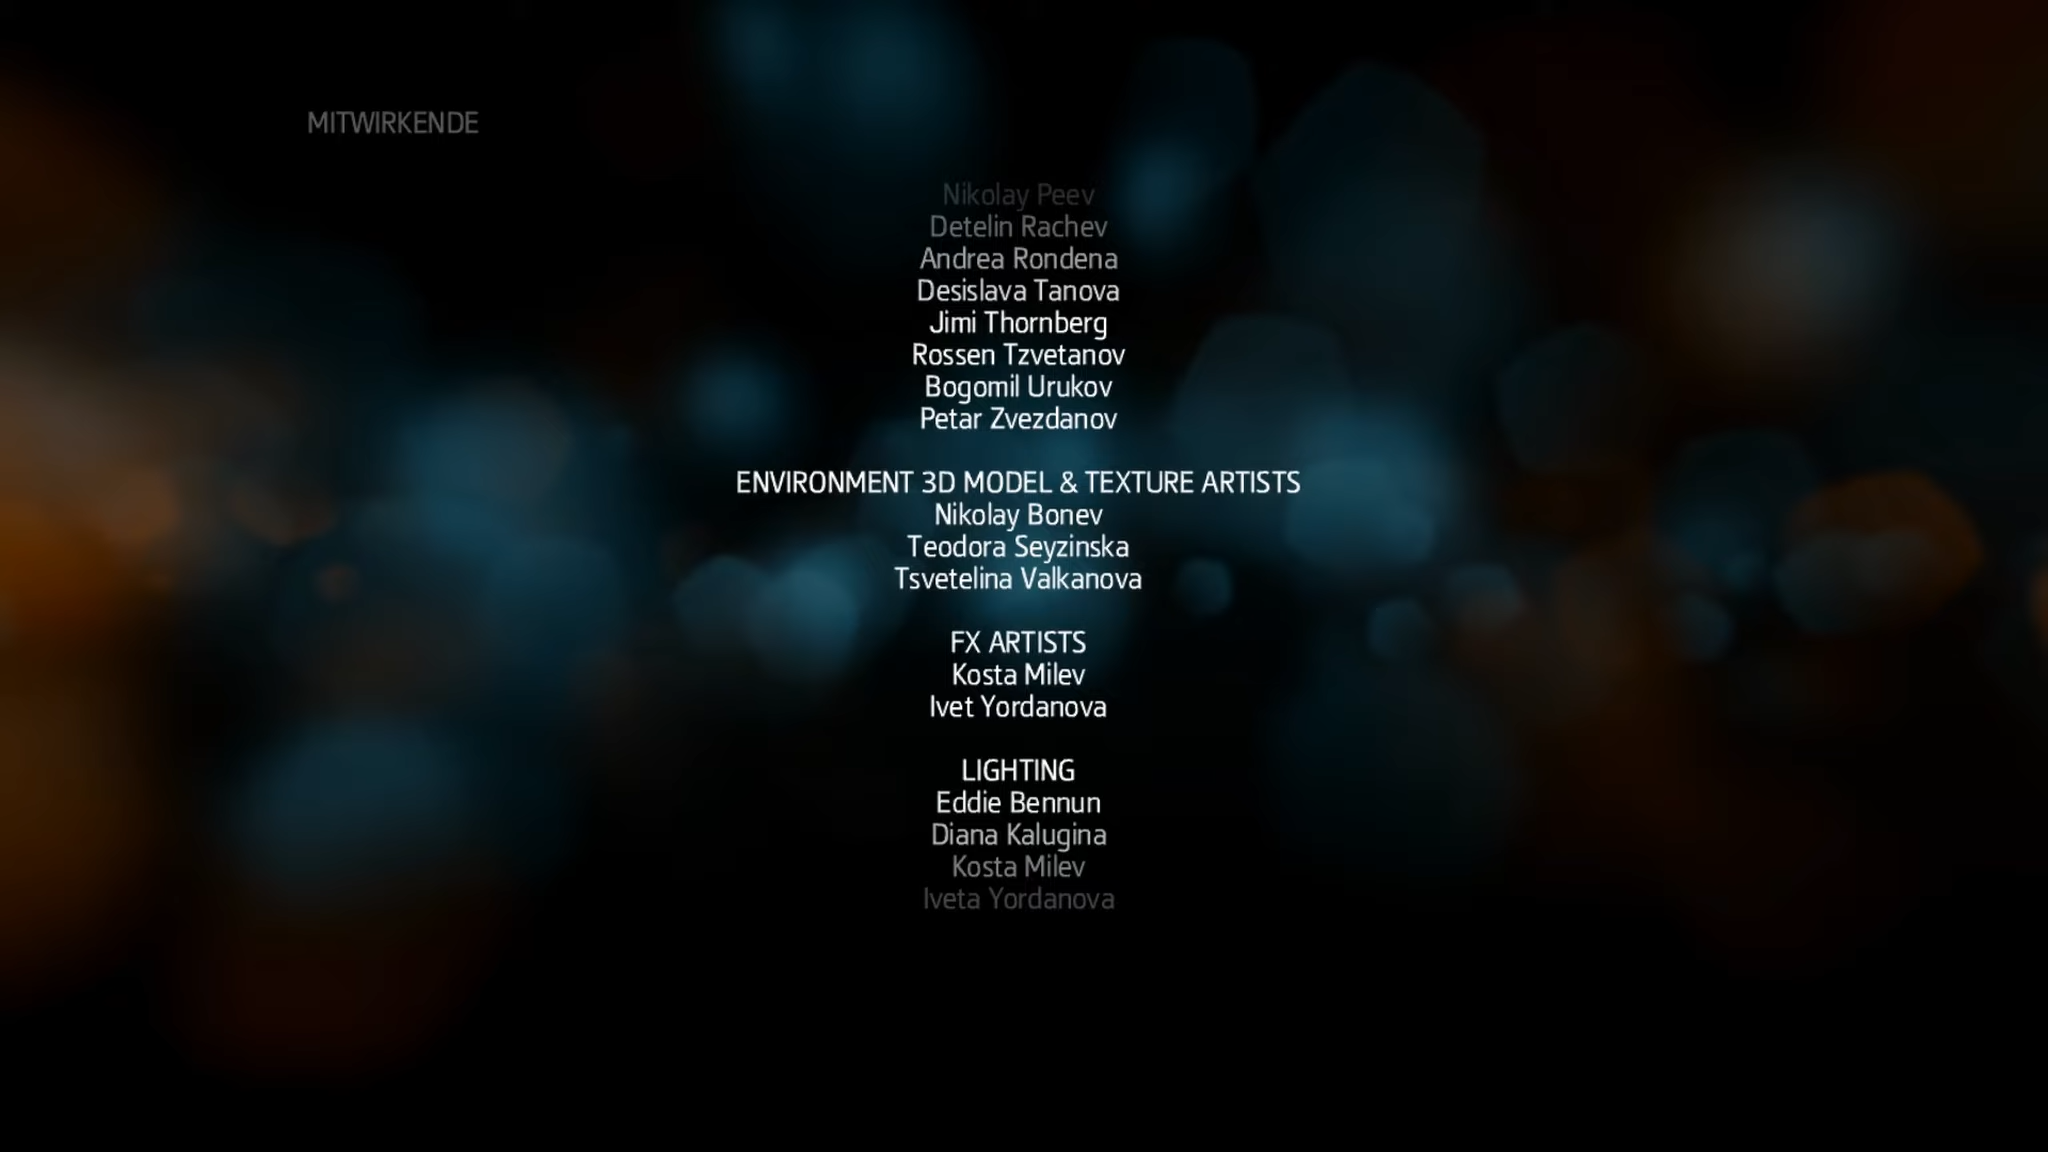 MITWIRKENDE
Nikolay Peev
Detelin Rachev
Andrea Rondena
Desislava Tanova
Jimi Thornberg
Rossen Tzvetanov
Bogomil Urukov
Petar Zvezdanov
ENVIRONMENT 3D MODEL & TEXTURE ARTISTS
Nikolay Bonev
Teodora Seyzinska
Tsvetelina Valkanova
FX ARTISTS
Kosta Milev
Ivet Yordanova
LIGHTING
Eddie Bennun
Diana Kalugina
Kosta Milev
Iveta Yordanova